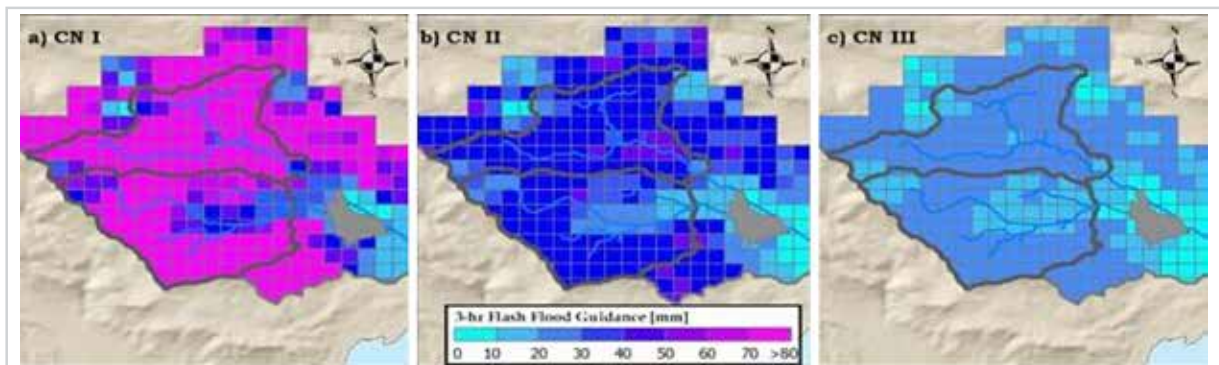 a) CN I
N
W
E
S
b) CN II
N
W
E
S
c) CN III
N
W
E
S
3-hr Flash Flood Guidance [mm]
0 10 20 30 40 50 60 70 >80